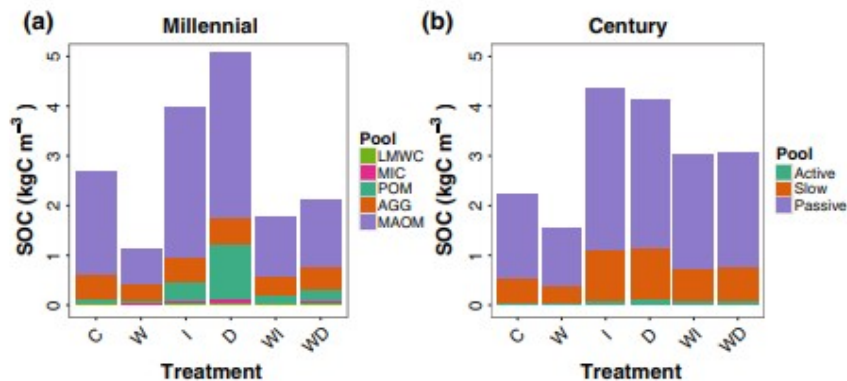 (a)
Millennial
SOC (kgC m⁻³)
5
4
3
2
1
0
C W I D WI WD
Treatment
Pool
LMWC
MIC
POM
AGG
MAOM
(b)
Century
SOC (kgC m⁻³)
5
4
3
2
1
0
C W I D WI WD
Treatment
Pool
Active
Slow
Passive